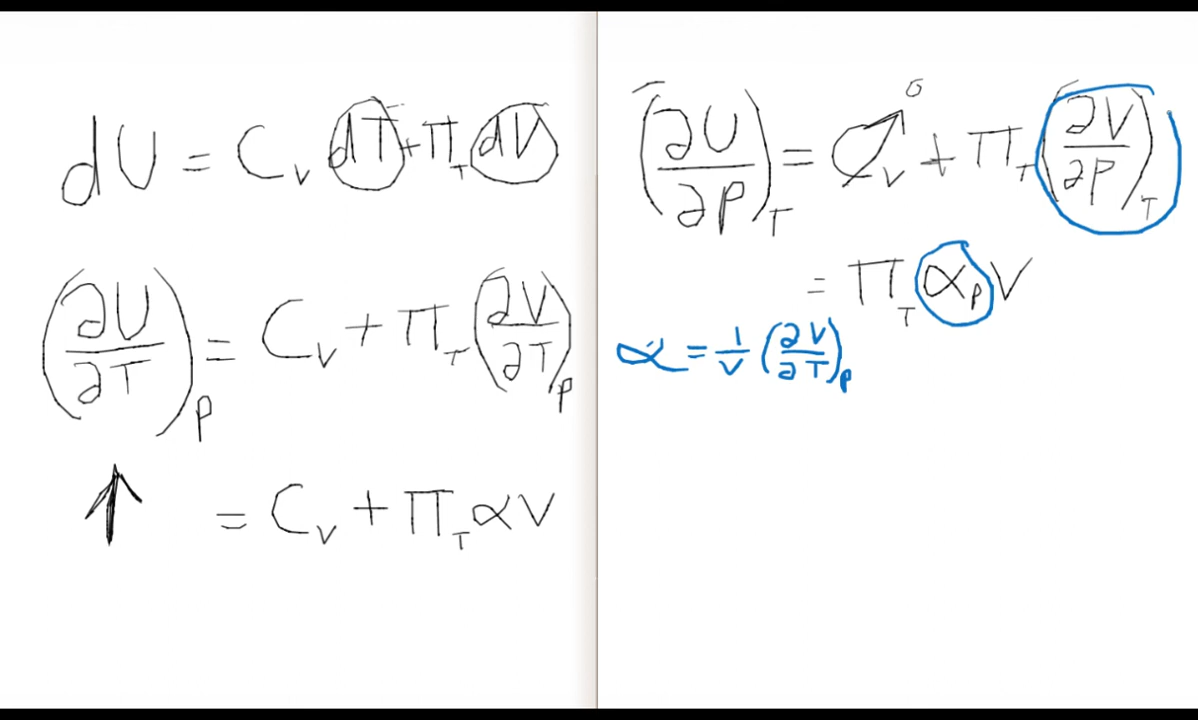 dU = C_V dT + π_T dV
(∂U/∂T)_P = C_V + π_T (∂V/∂T)_P
↑ = C_V + π_T αV
(∂U/∂P)_T = C_V↗0 + π_T (∂V/∂P)_T
= π_T α_P V
α = 1/V (∂V/∂T)_P